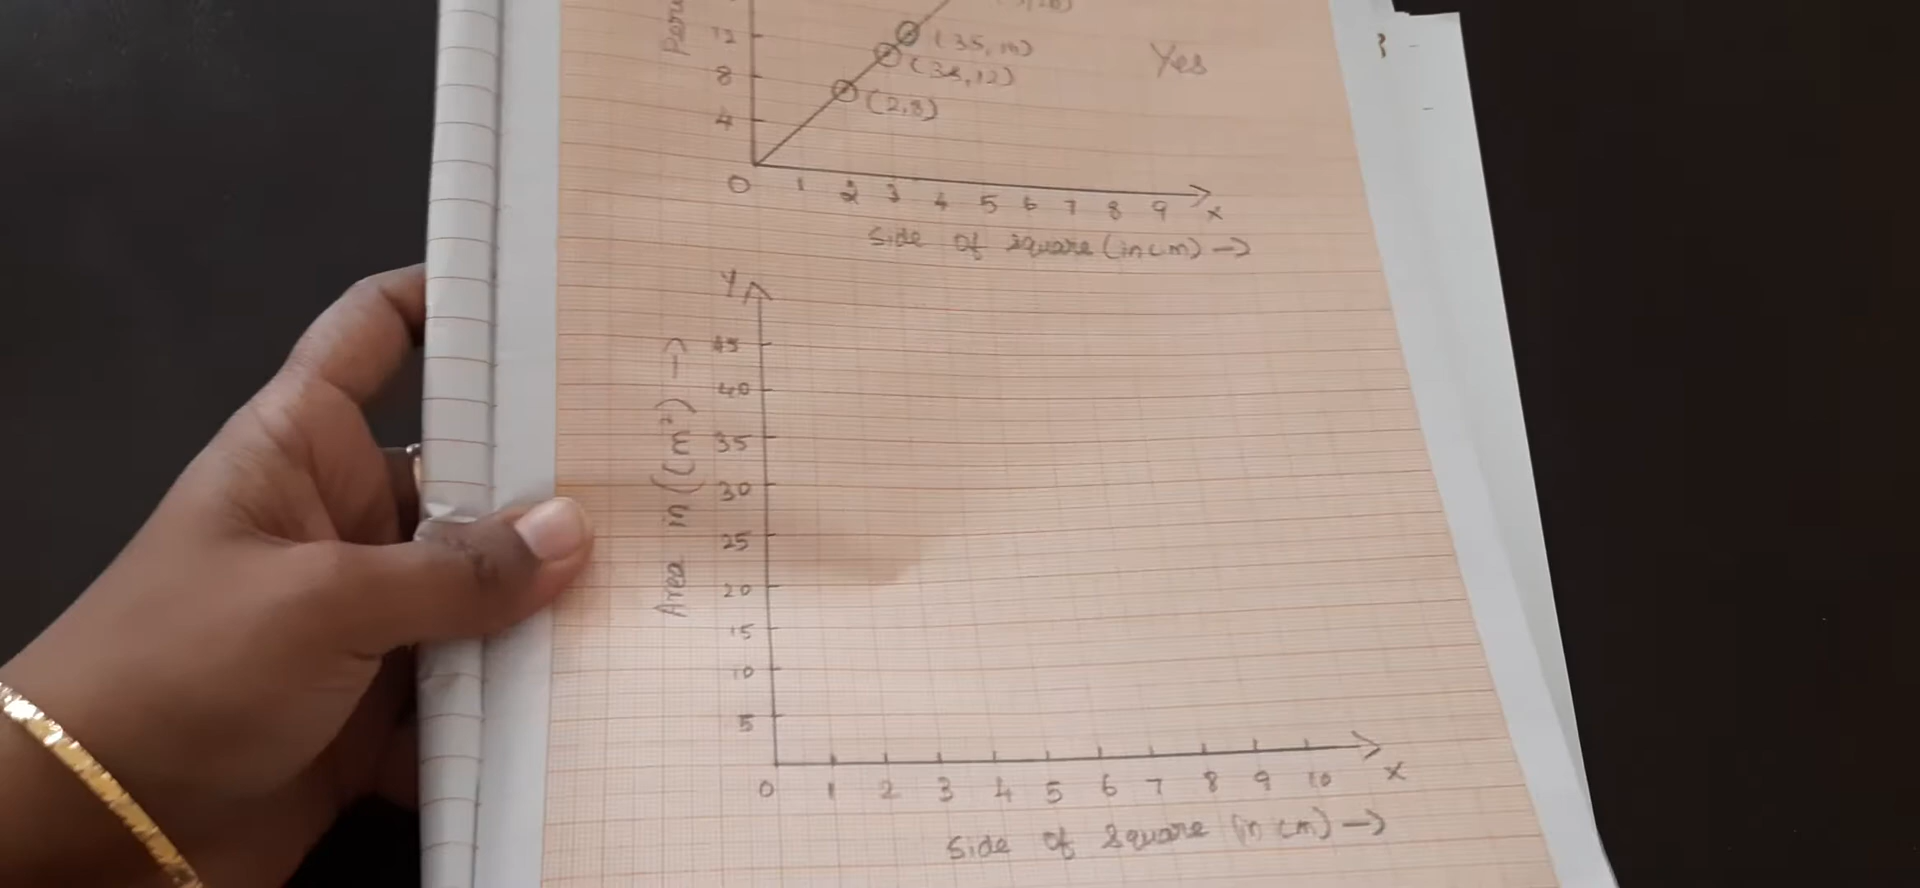 12
(3.5, 14)
(3, 12)
Yes
8
(2,8)
4
0 1 2 3 4 5 6 7 8 9 x
Side of square (in cm) →
Y
45
40
35
30
25
20
15
10
5
Area in (cm²) →
0 1 2 3 4 5 6 7 8 9 10 x
Side of square (in cm) →